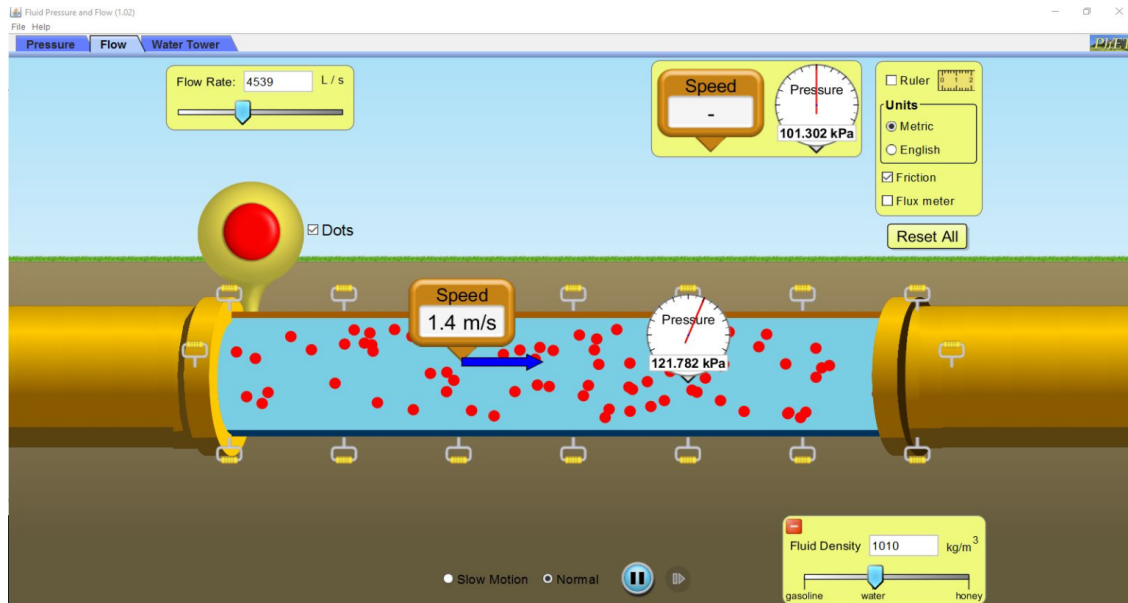 Fluid Pressure and Flow (1.02)
File Help
Pressure Flow Water Tower
PhET
Flow Rate: 4539 L / s
Speed
-
Pressure
101.302 kPa
Ruler
0 1 2
Units
Metric
English
Friction
Flux meter
Reset All
Dots
Speed
1.4 m/s
Pressure
121.782 kPa
Fluid Density 1010 kg/m³
gasoline water honey
Slow Motion Normal